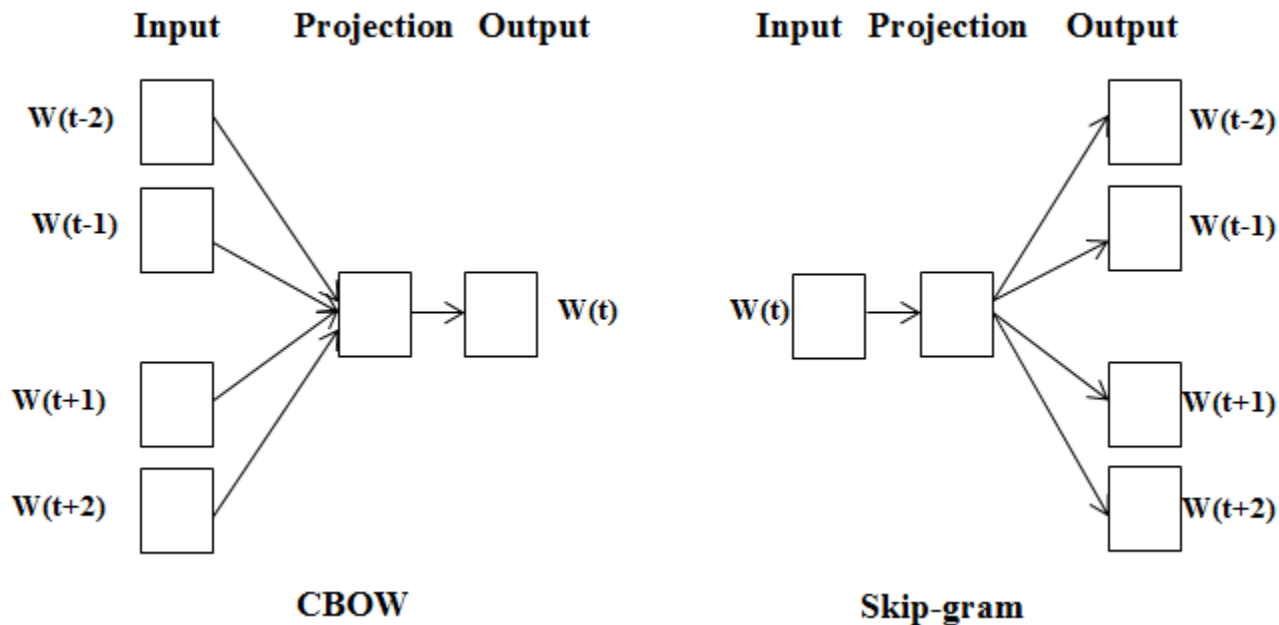 Input Projection Output
W(t-2)
W(t-1)
W(t)
W(t+1)
W(t+2)
CBOW
Input Projection Output
W(t-2)
W(t-1)
W(t)
W(t+1)
W(t+2)
Skip-gram